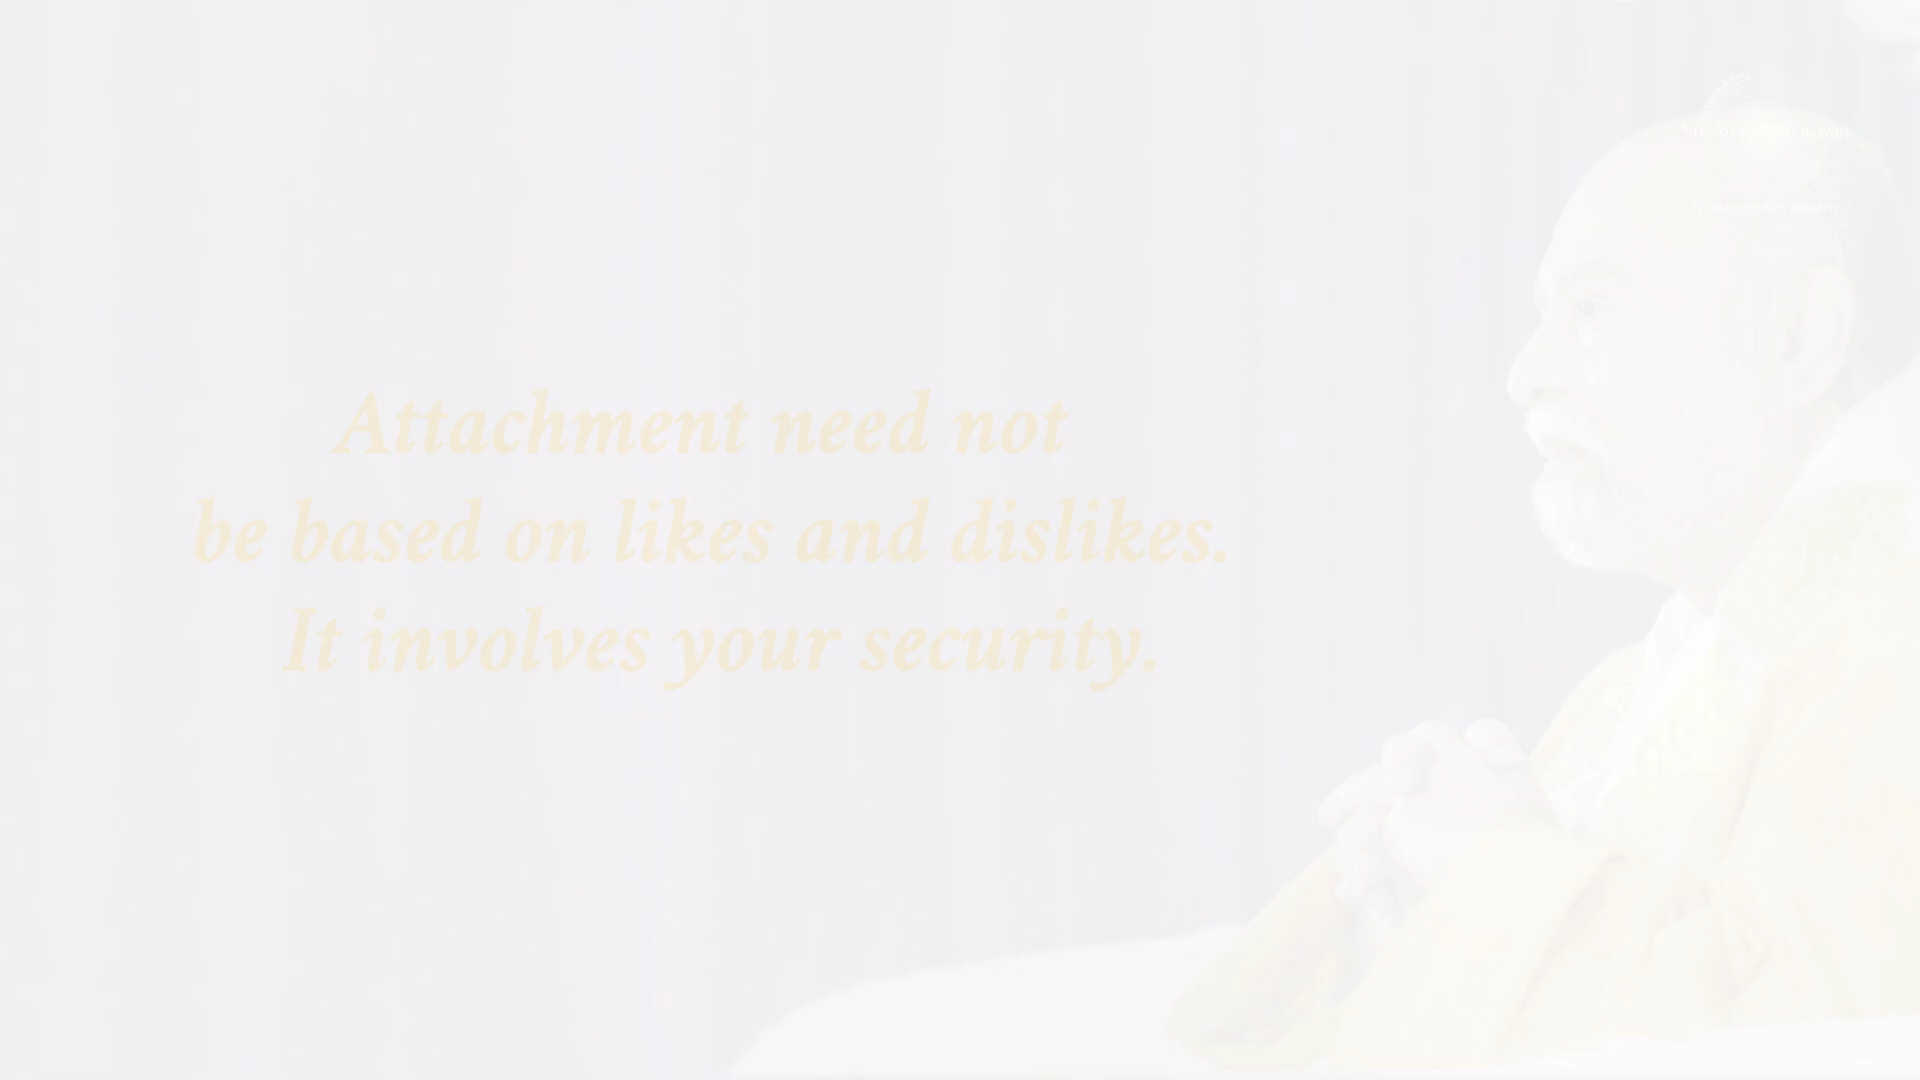 Attachment need not
be based on likes and dislikes.
It involves your security.